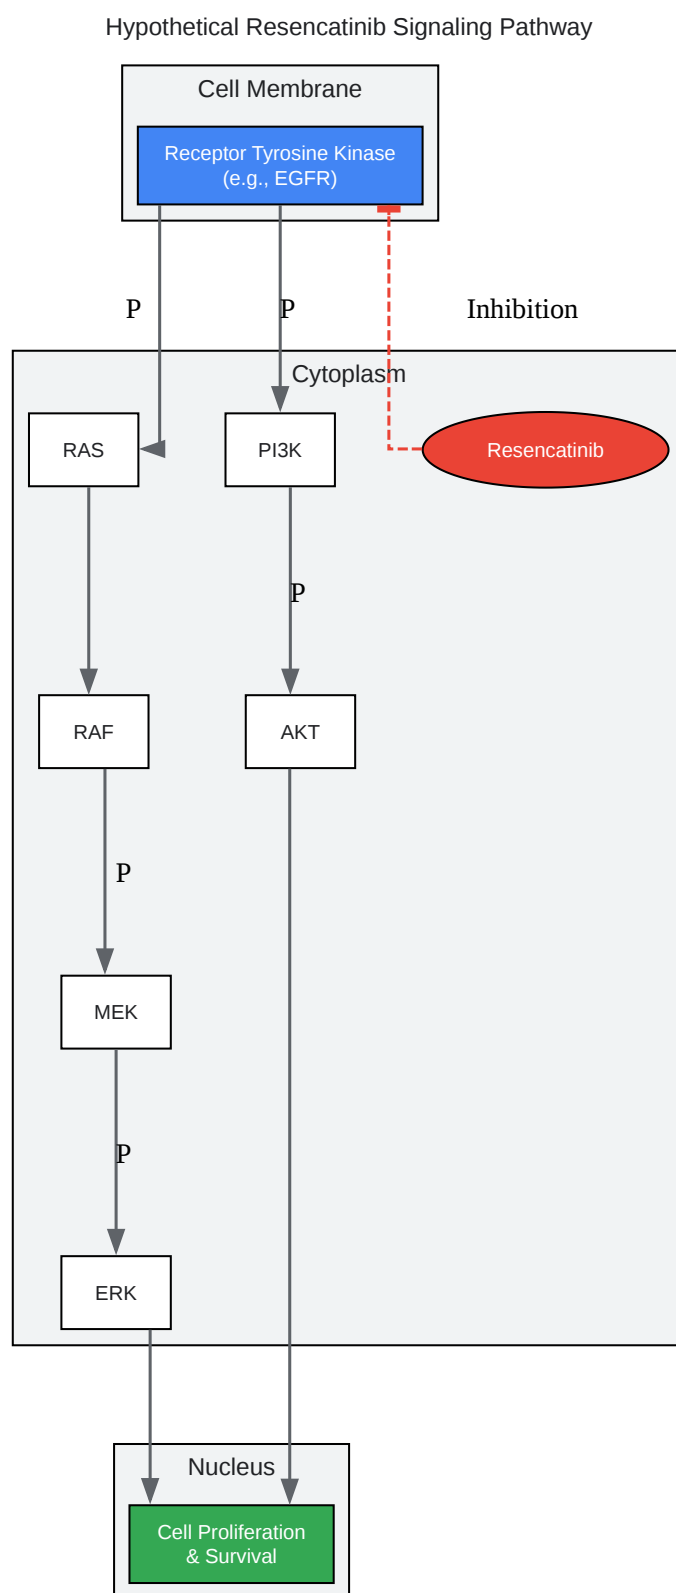 Hypothetical Resencatinib Signaling Pathway
Cell Membrane
Receptor Tyrosine Kinase
(e.g., EGFR)
P
P
Inhibition
Cytoplasm
RAS
PI3K
Resencatinib
P
RAF
AKT
P
MEK
P
ERK
Nucleus
Cell Proliferation
& Survival